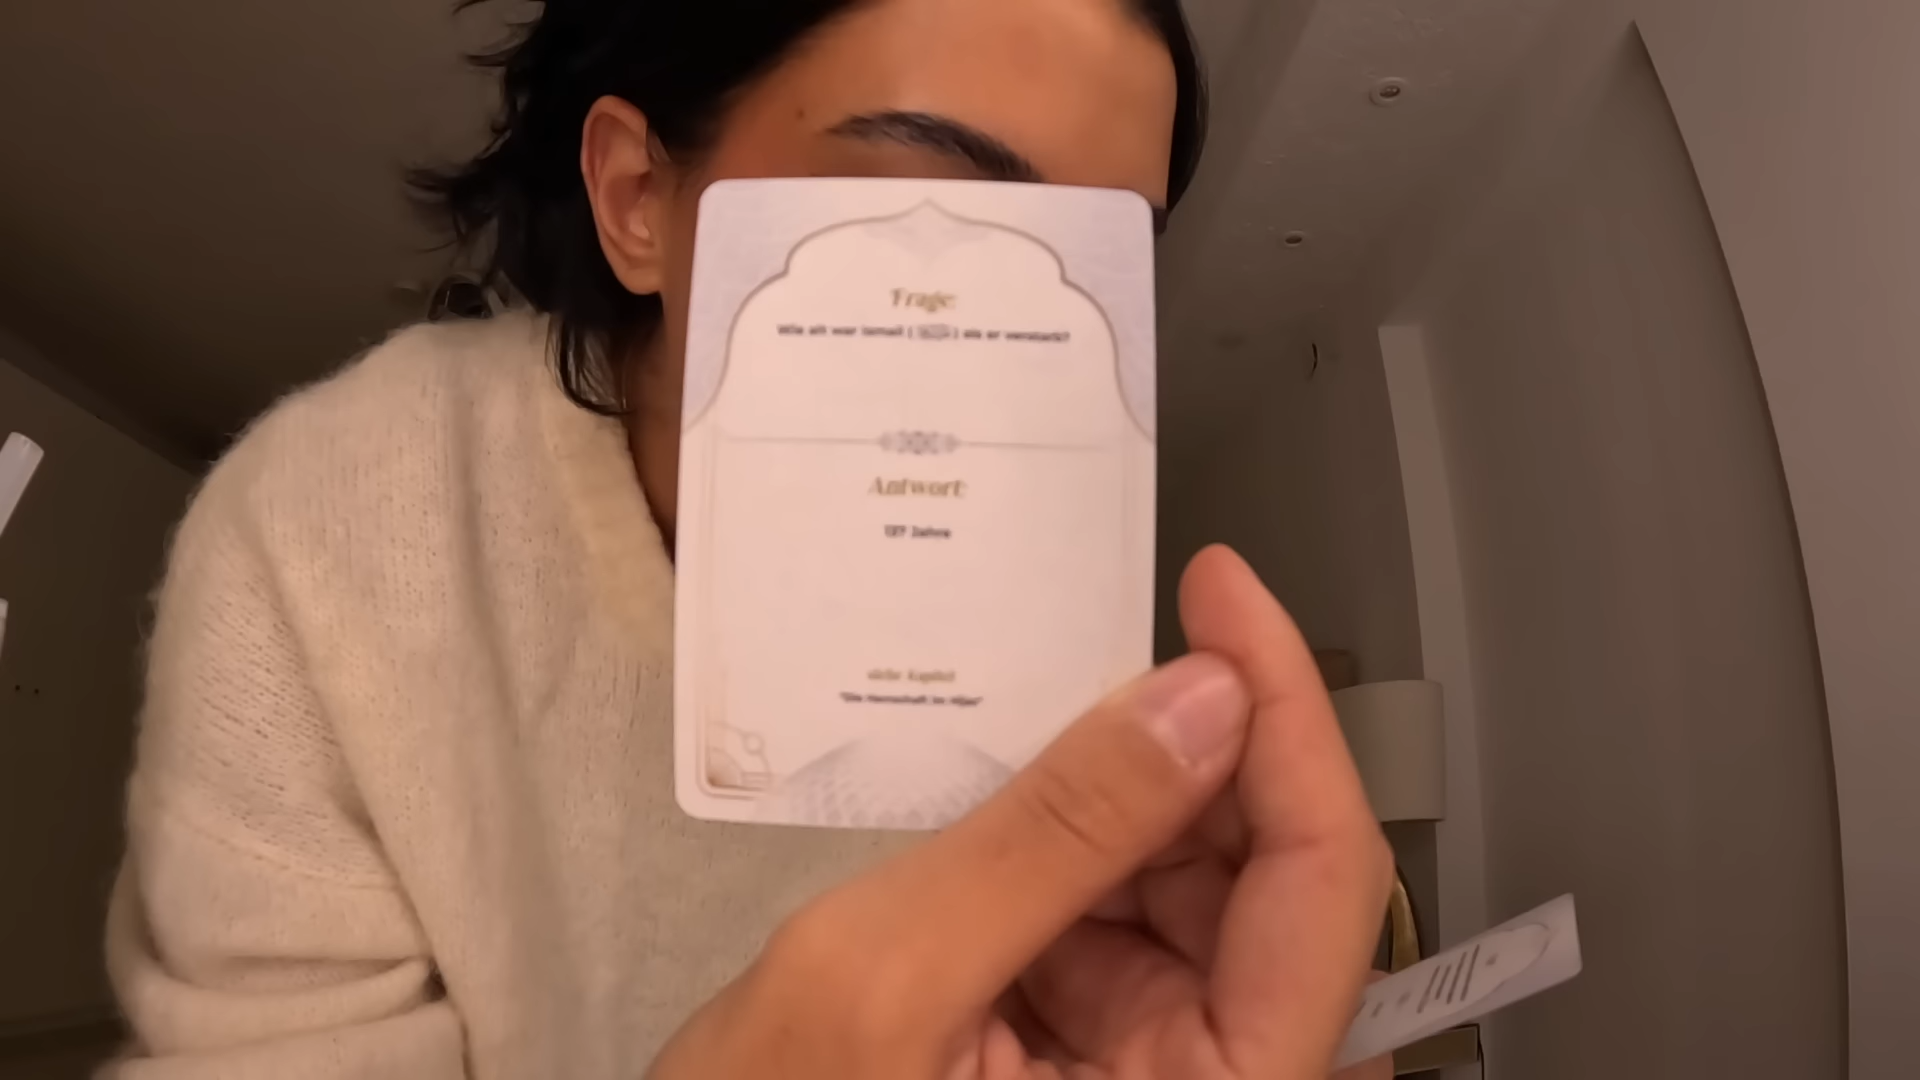 Frage:
Wie alt war Ismail ( ) als er verstarb?
Antwort:
137 Jahre
siehe Kapitel
"Die Herrschaft im Hijaz"